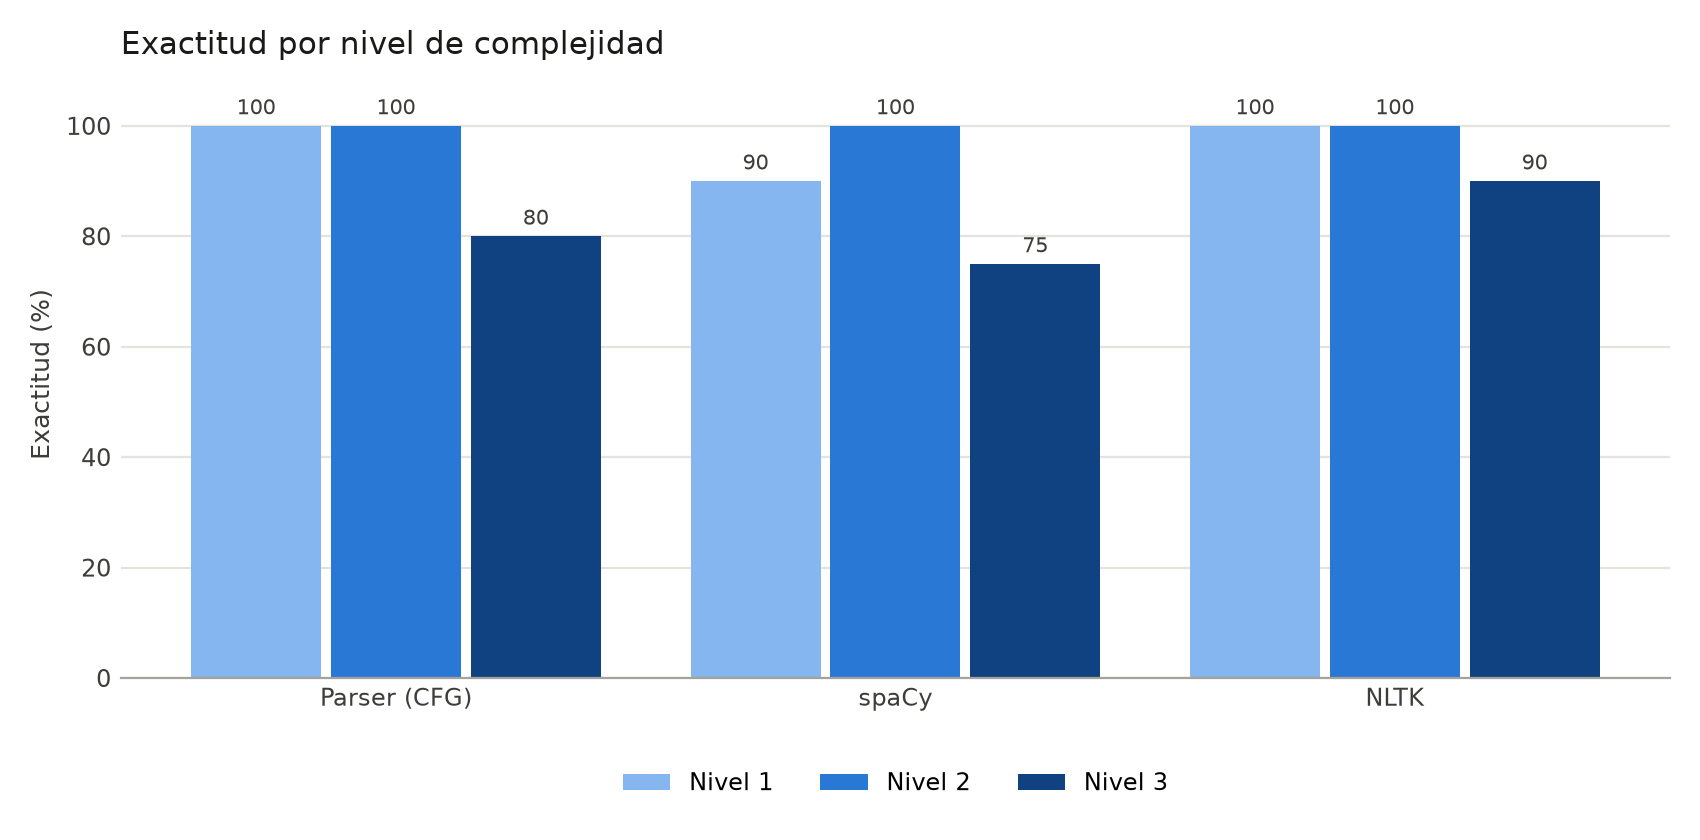 Exactitud por nivel de complejidad
Exactitud (%)
100
80
60
40
20
0
100
100
80
90
100
75
100
100
90
Parser (CFG)
spaCy
NLTK
Nivel 1
Nivel 2
Nivel 3